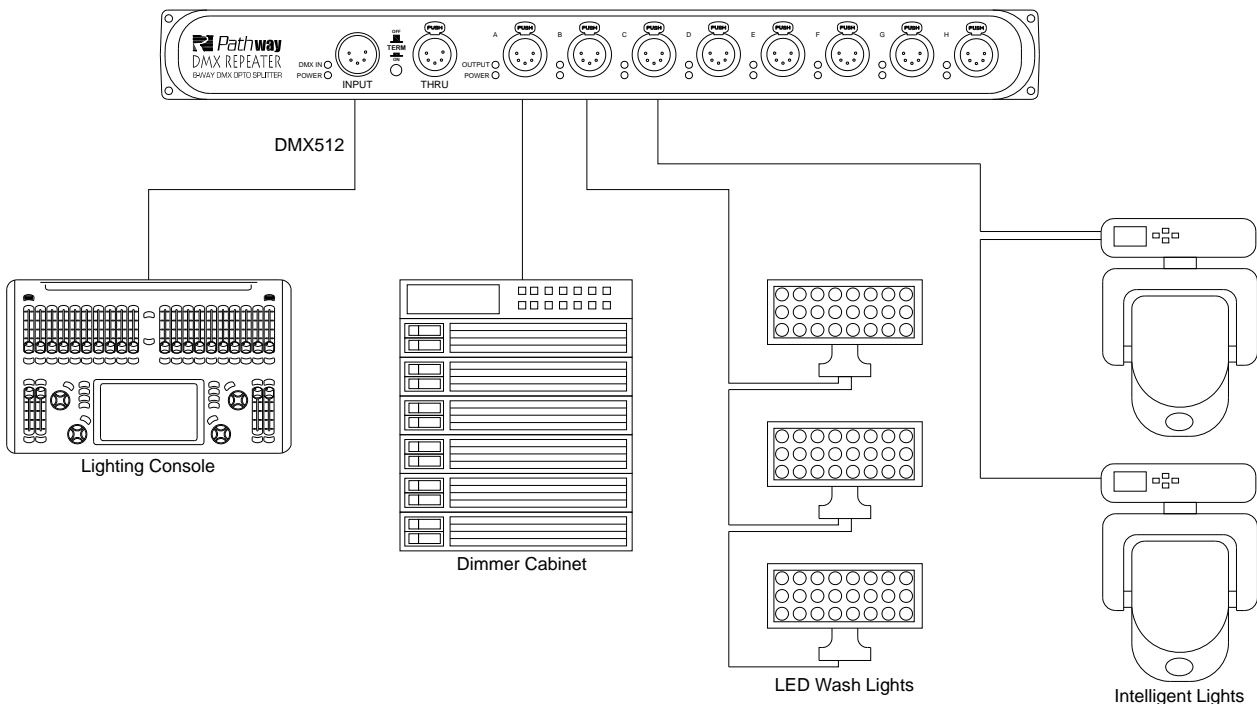 Pathway
DMX REPEATER
8-WAY DMX OPTO SPLITTER
DMX IN
POWER
INPUT
OFF
TERM
ON
PUSH
THRU
OUTPUT
POWER
A
PUSH
B
PUSH
C
PUSH
D
PUSH
E
PUSH
F
PUSH
G
PUSH
H
PUSH
DMX512
Lighting Console
Dimmer Cabinet
LED Wash Lights
Intelligent Lights